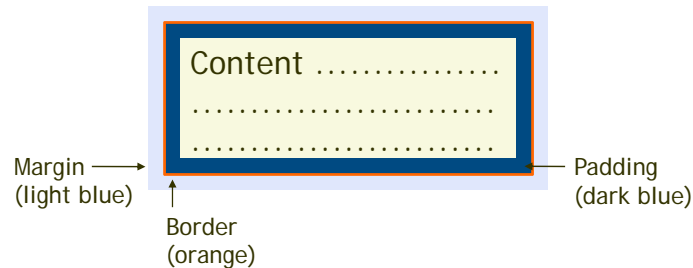 Content ................
..........................
..........................
Margin
(light blue)
Padding
(dark blue)
Border
(orange)